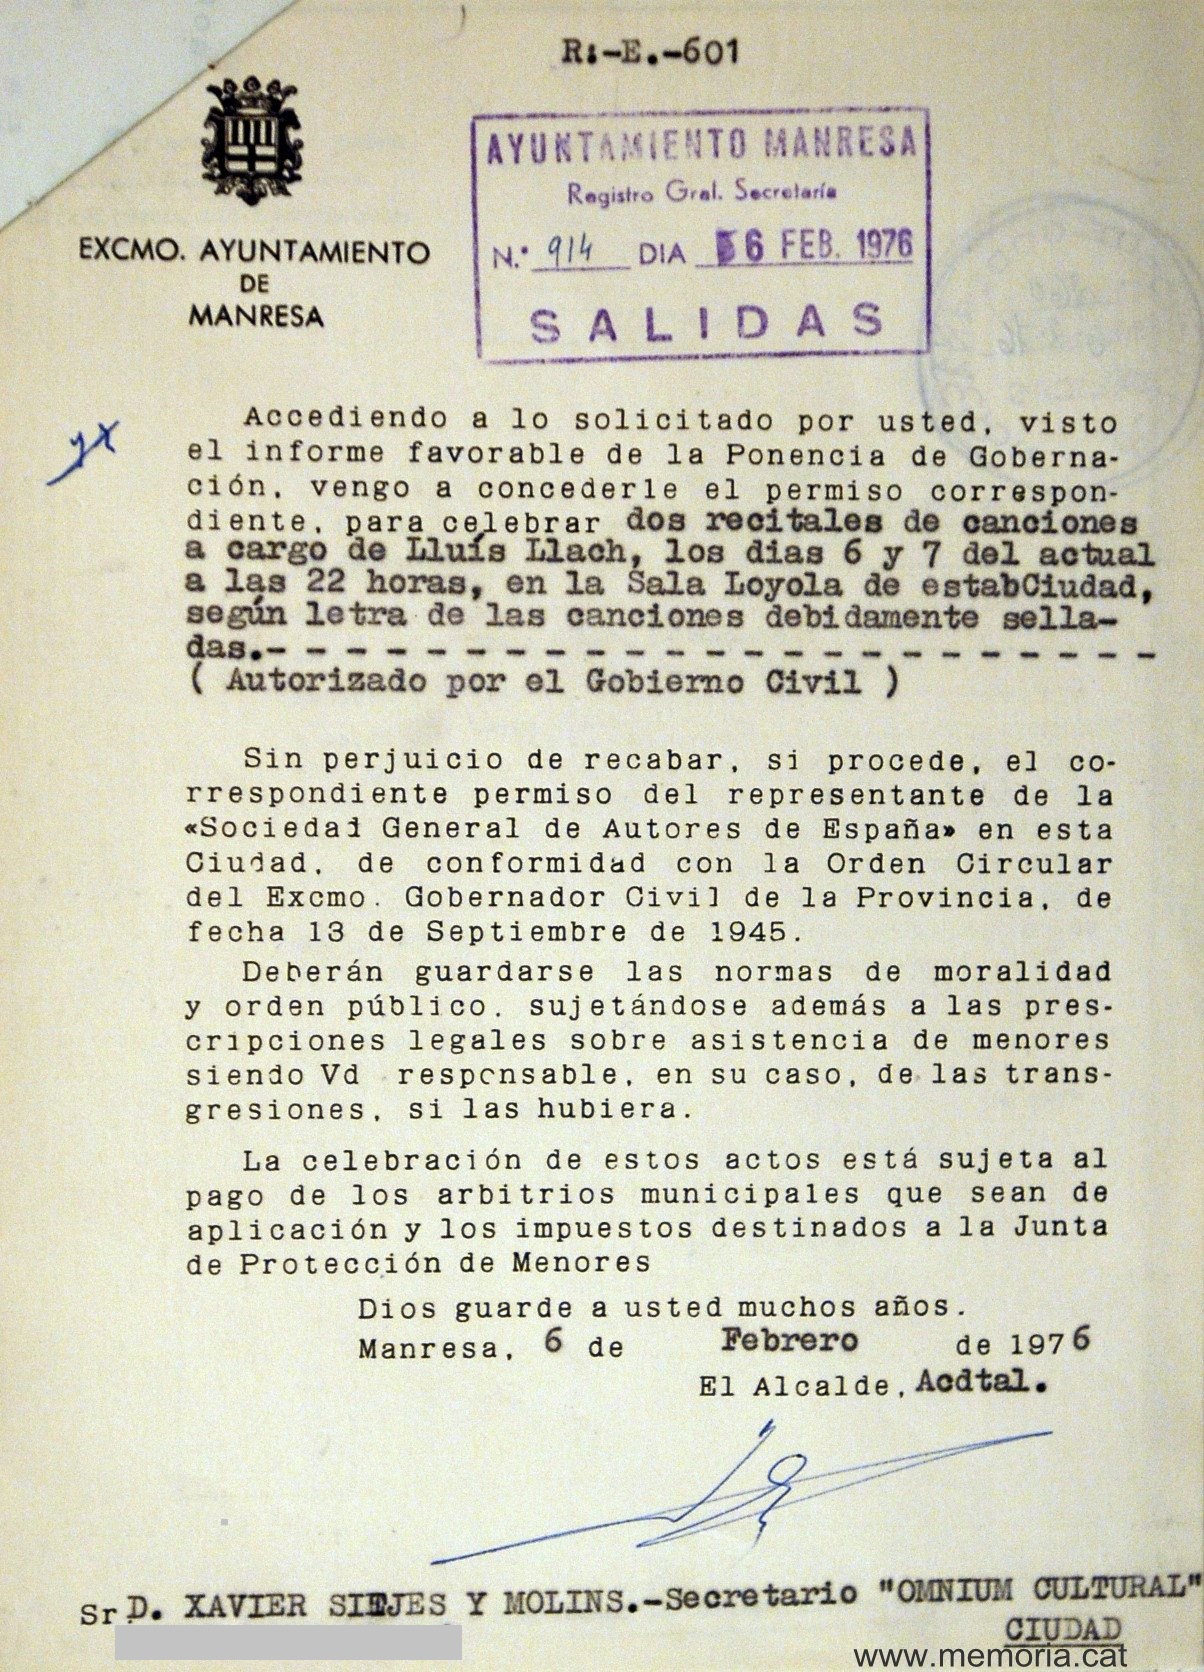 R:-E.-601
AYUNTAMIENTO MANRESA
Registro Gral. Secretaría
N.º 914 DIA 6 FEB. 1976
SALIDAS
EXCMO. AYUNTAMIENTO
DE
MANRESA
Accediendo a lo solicitado por usted, visto
el informe favorable de la Ponencia de Goberna-
ción, vengo a concederle el permiso correspon-
diente, para celebrar dos recitales de canciones
a cargo de Lluís Llach, los dias 6 y 7 del actual
a las 22 horas, en la Sala Loyola de estabCiudad,
según letra de las canciones debidamente sella-
das.- - - - - - - - - - - - - - - - - - - - - - -
( Autorizado por el Gobierno Civil )
Sin perjuicio de recabar, si procede, el co-
rrespondiente permiso del representante de la
«Sociedad General de Autores de España» en esta
Ciudad, de conformidad con la Orden Circular
del Excmo. Gobernador Civil de la Provincia, de
fecha 13 de Septiembre de 1945.
Deberán guardarse las normas de moralidad
y orden público, sujetándose además a las pres-
cripciones legales sobre asistencia de menores
siendo Vd responsable, en su caso, de las trans-
gresiones, si las hubiera.
La celebración de estos actos está sujeta al
pago de los arbitrios municipales que sean de
aplicación y los impuestos destinados a la Junta
de Protección de Menores
Dios guarde a usted muchos años.
Manresa, 6 de Febrero de 1976
El Alcalde, Acdtal.
Sr D. XAVIER SITJES Y MOLINS.-Secretario "OMNIUM CULTURAL"
CIUDAD
www.memoria.cat